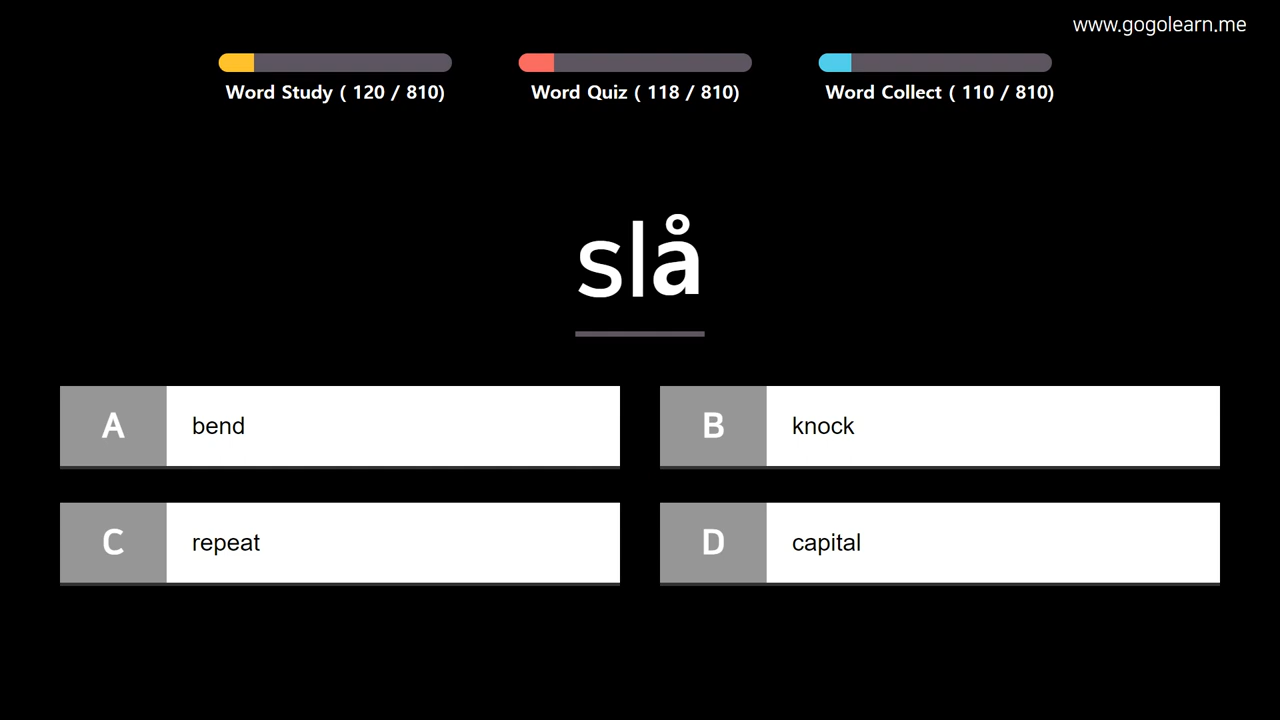 www.gogolearn.me
Word Study ( 120 / 810)
Word Quiz ( 118 / 810)
Word Collect ( 110 / 810)
slå
A bend
B knock
C repeat
D capital